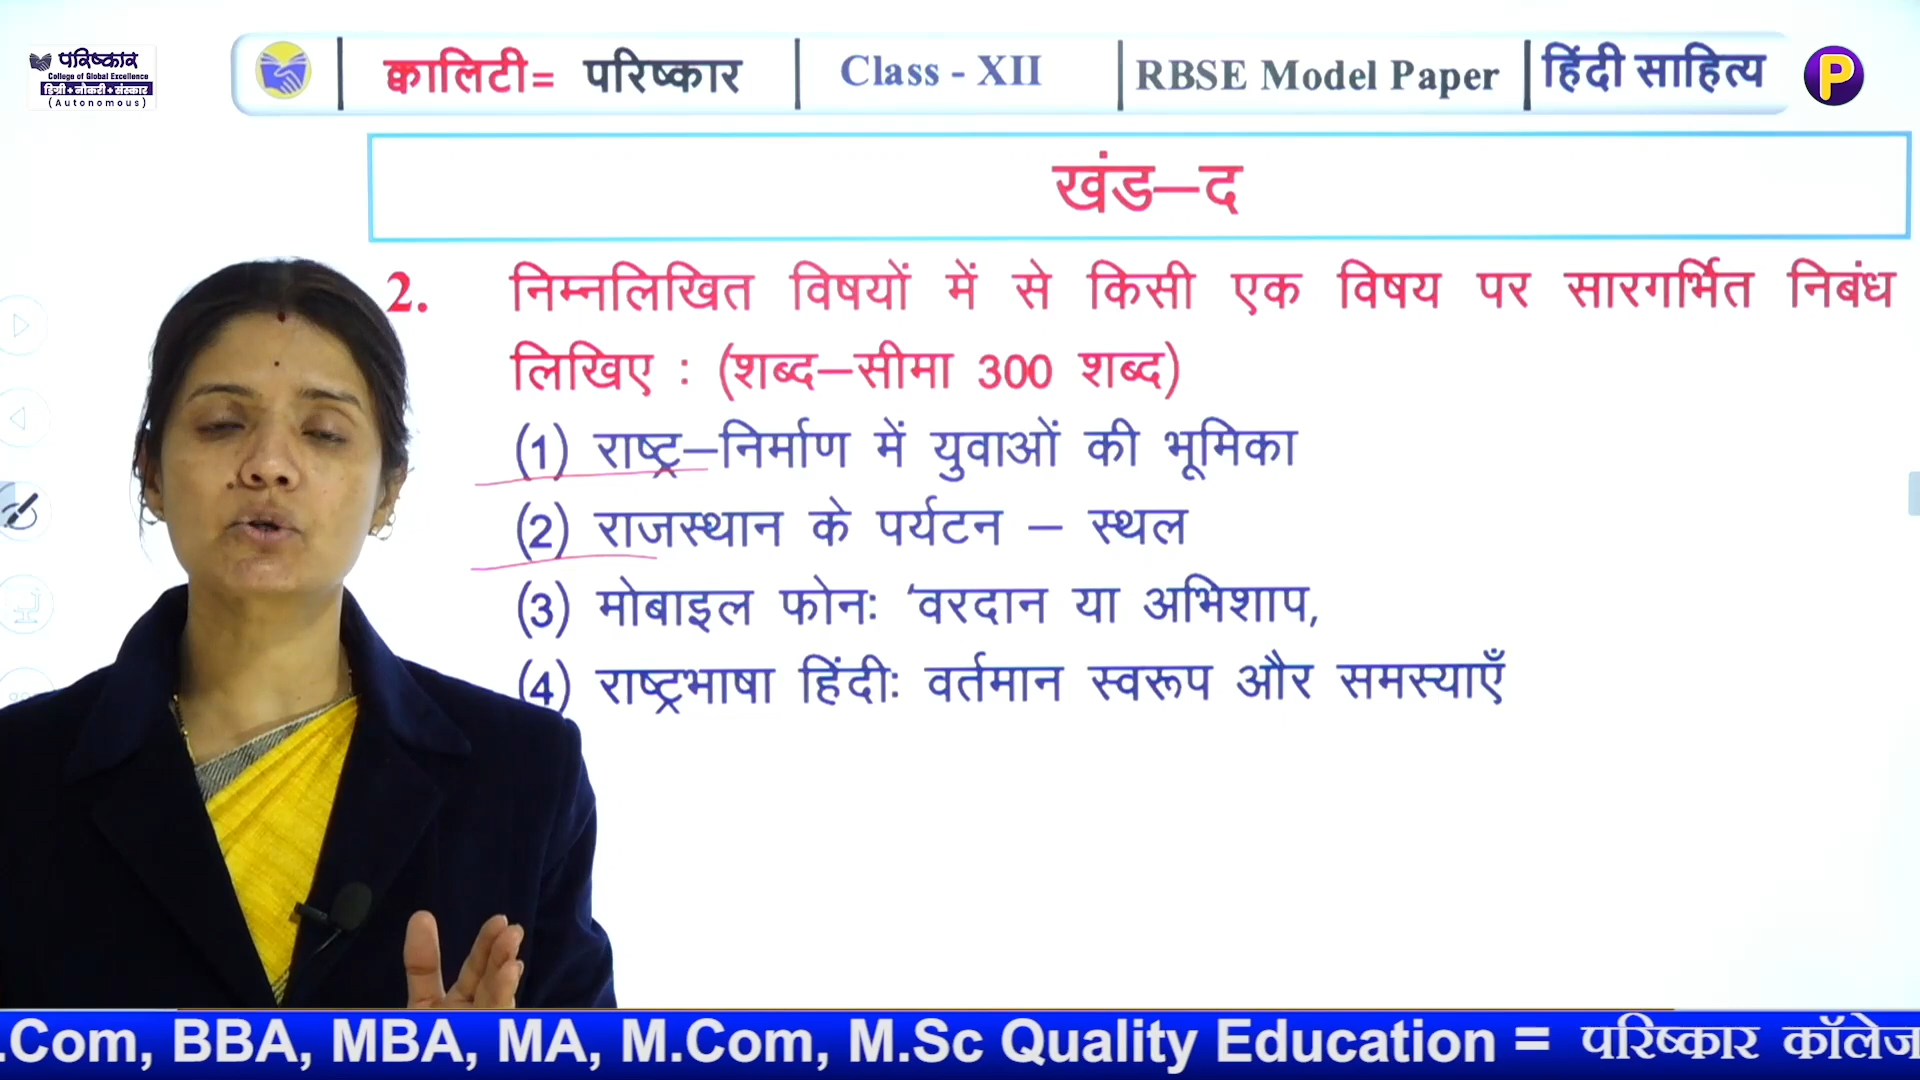 परिष्कार
College of Global Excellence
डिग्री + नौकरी + संस्कार
(Autonomous)
क्वालिटी= परिष्कार
Class - XII
RBSE Model Paper
हिंदी साहित्य
P
खंड–द
2. निम्नलिखित विषयों में से किसी एक विषय पर सारगर्भित निबंध
लिखिए : (शब्द–सीमा 300 शब्द)
(1) राष्ट्र–निर्माण में युवाओं की भूमिका
(2) राजस्थान के पर्यटन – स्थल
(3) मोबाइल फोनः ‘वरदान या अभिशाप,
(4) राष्ट्रभाषा हिंदीः वर्तमान स्वरूप और समस्याएँ
.Com, BBA, MBA, MA, M.Com, M.Sc Quality Education = परिष्कार कॉलेज